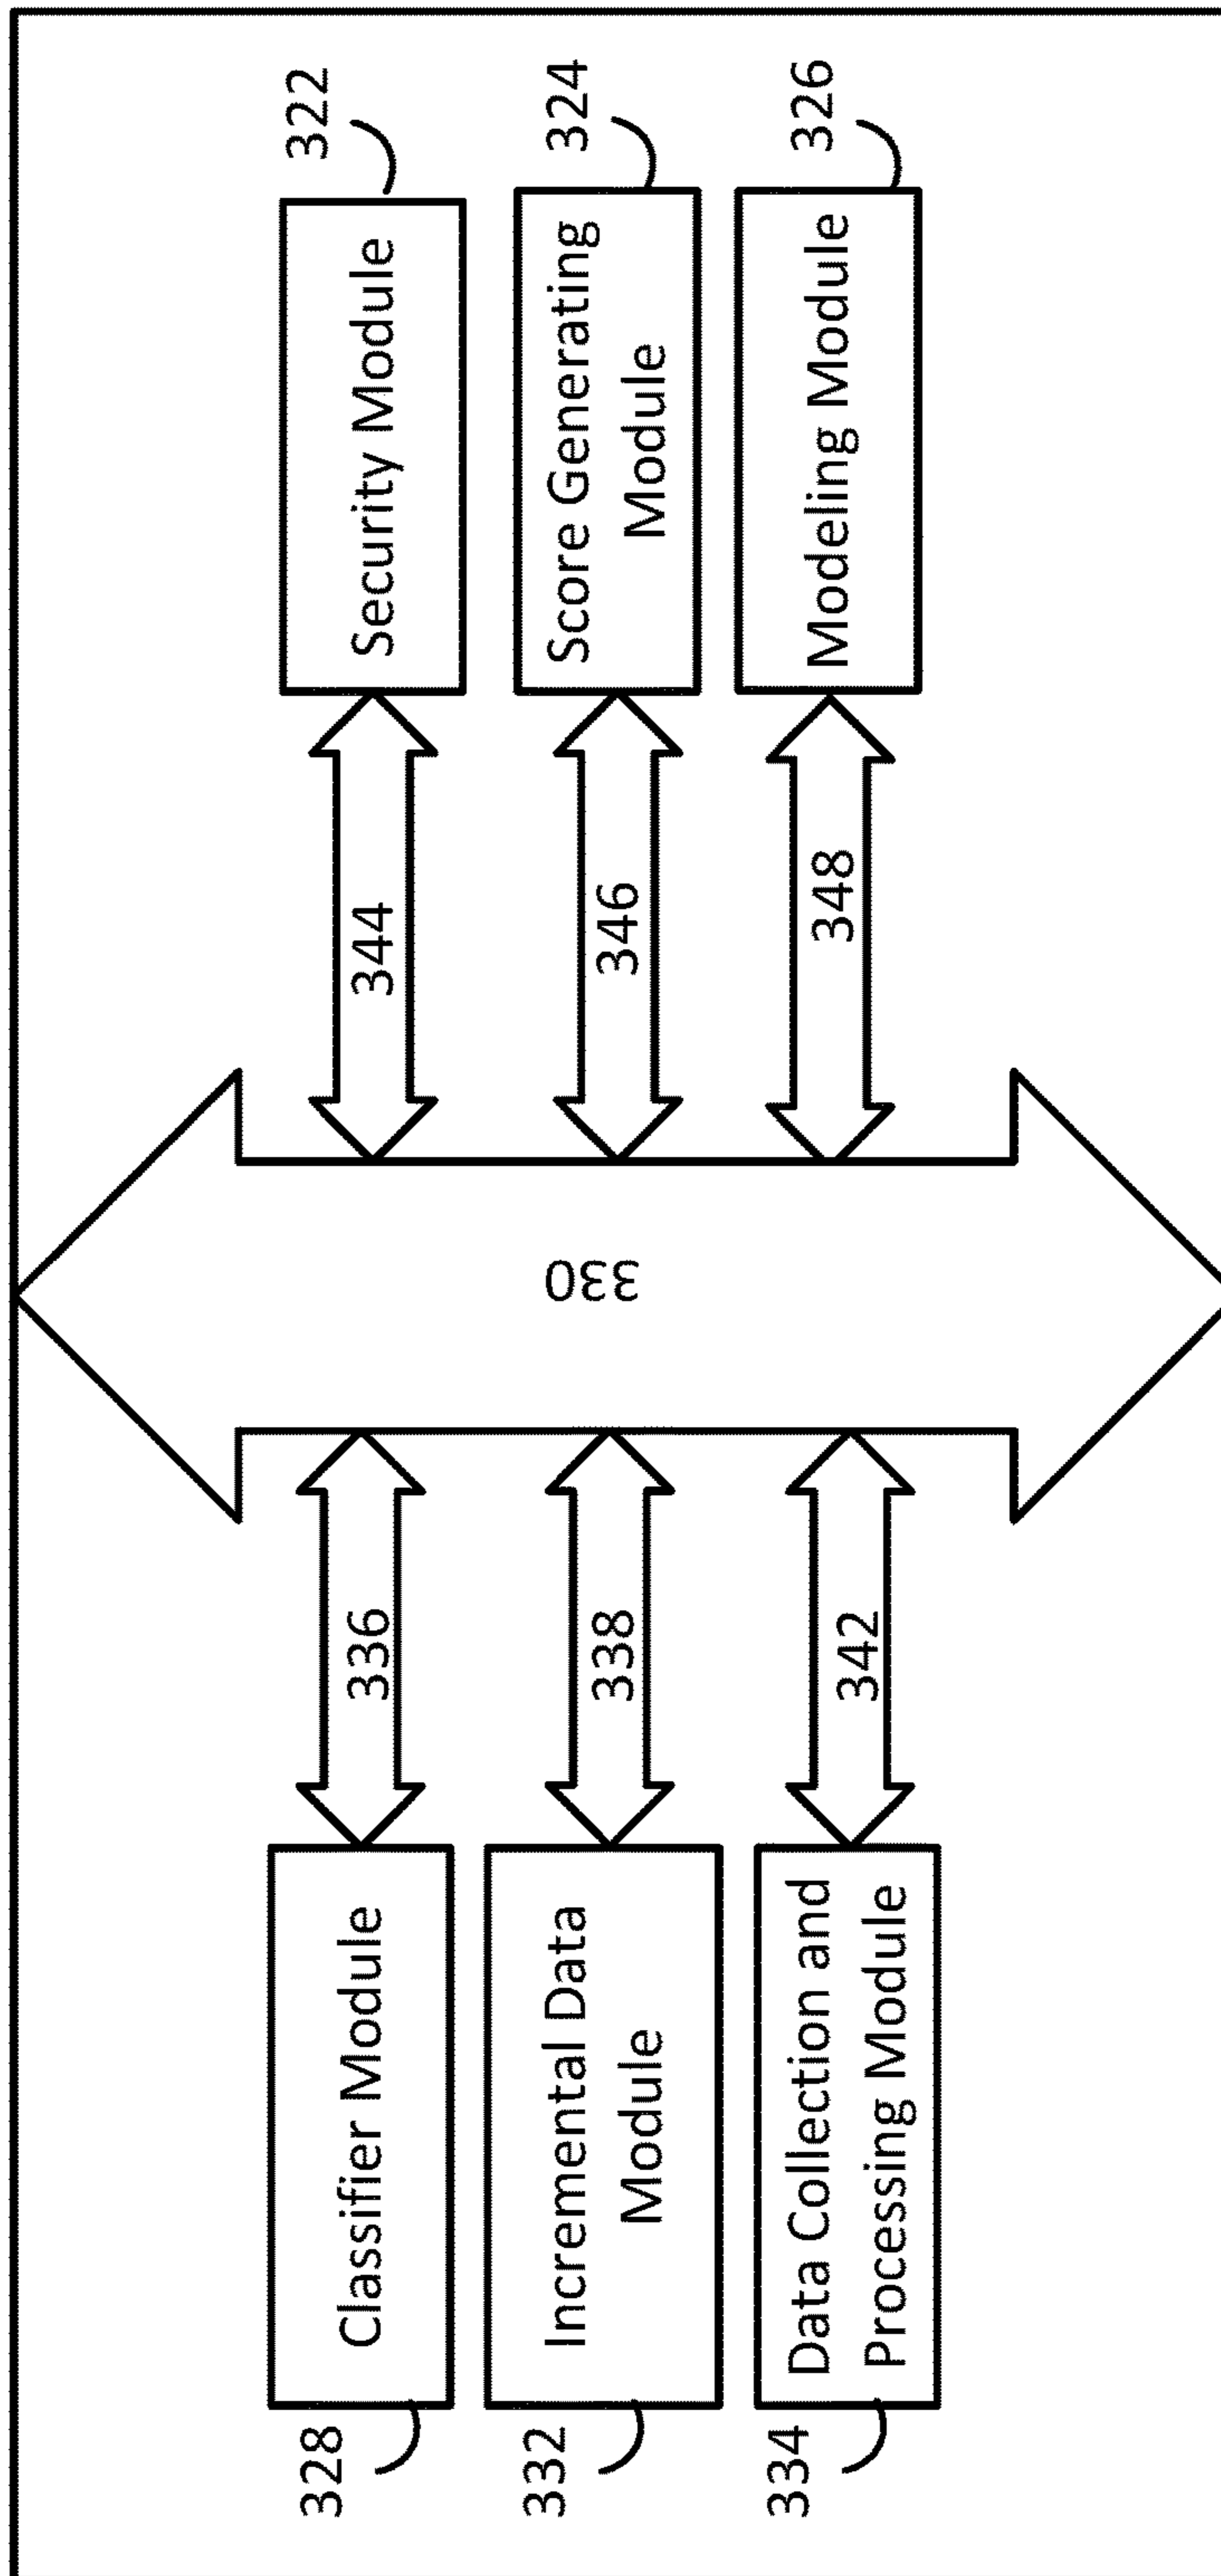 328
Classifier Module
336
344
Security Module
322
332
Incremental Data
Module
338
330
346
Score Generating
Module
324
334
Data Collection and
Processing Module
342
348
Modeling Module
326